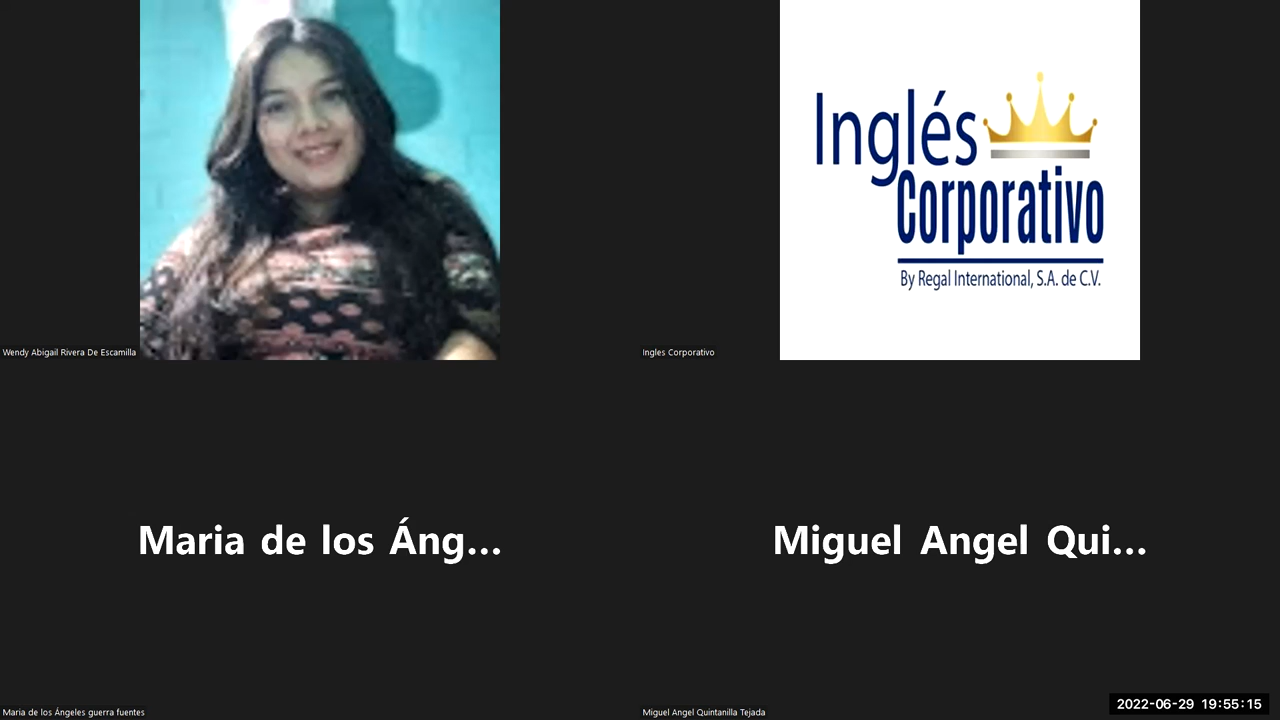 Inglés
Corporativo
By Regal International, S.A. de C.V.
Wendy Abigail Rivera De Escamilla
Ingles Corporativo
Maria de los Áng...
Miguel Angel Qui...
Maria de los Ángeles guerra fuentes
Miguel Angel Quintanilla Tejada
2022-06-29 19:55:15